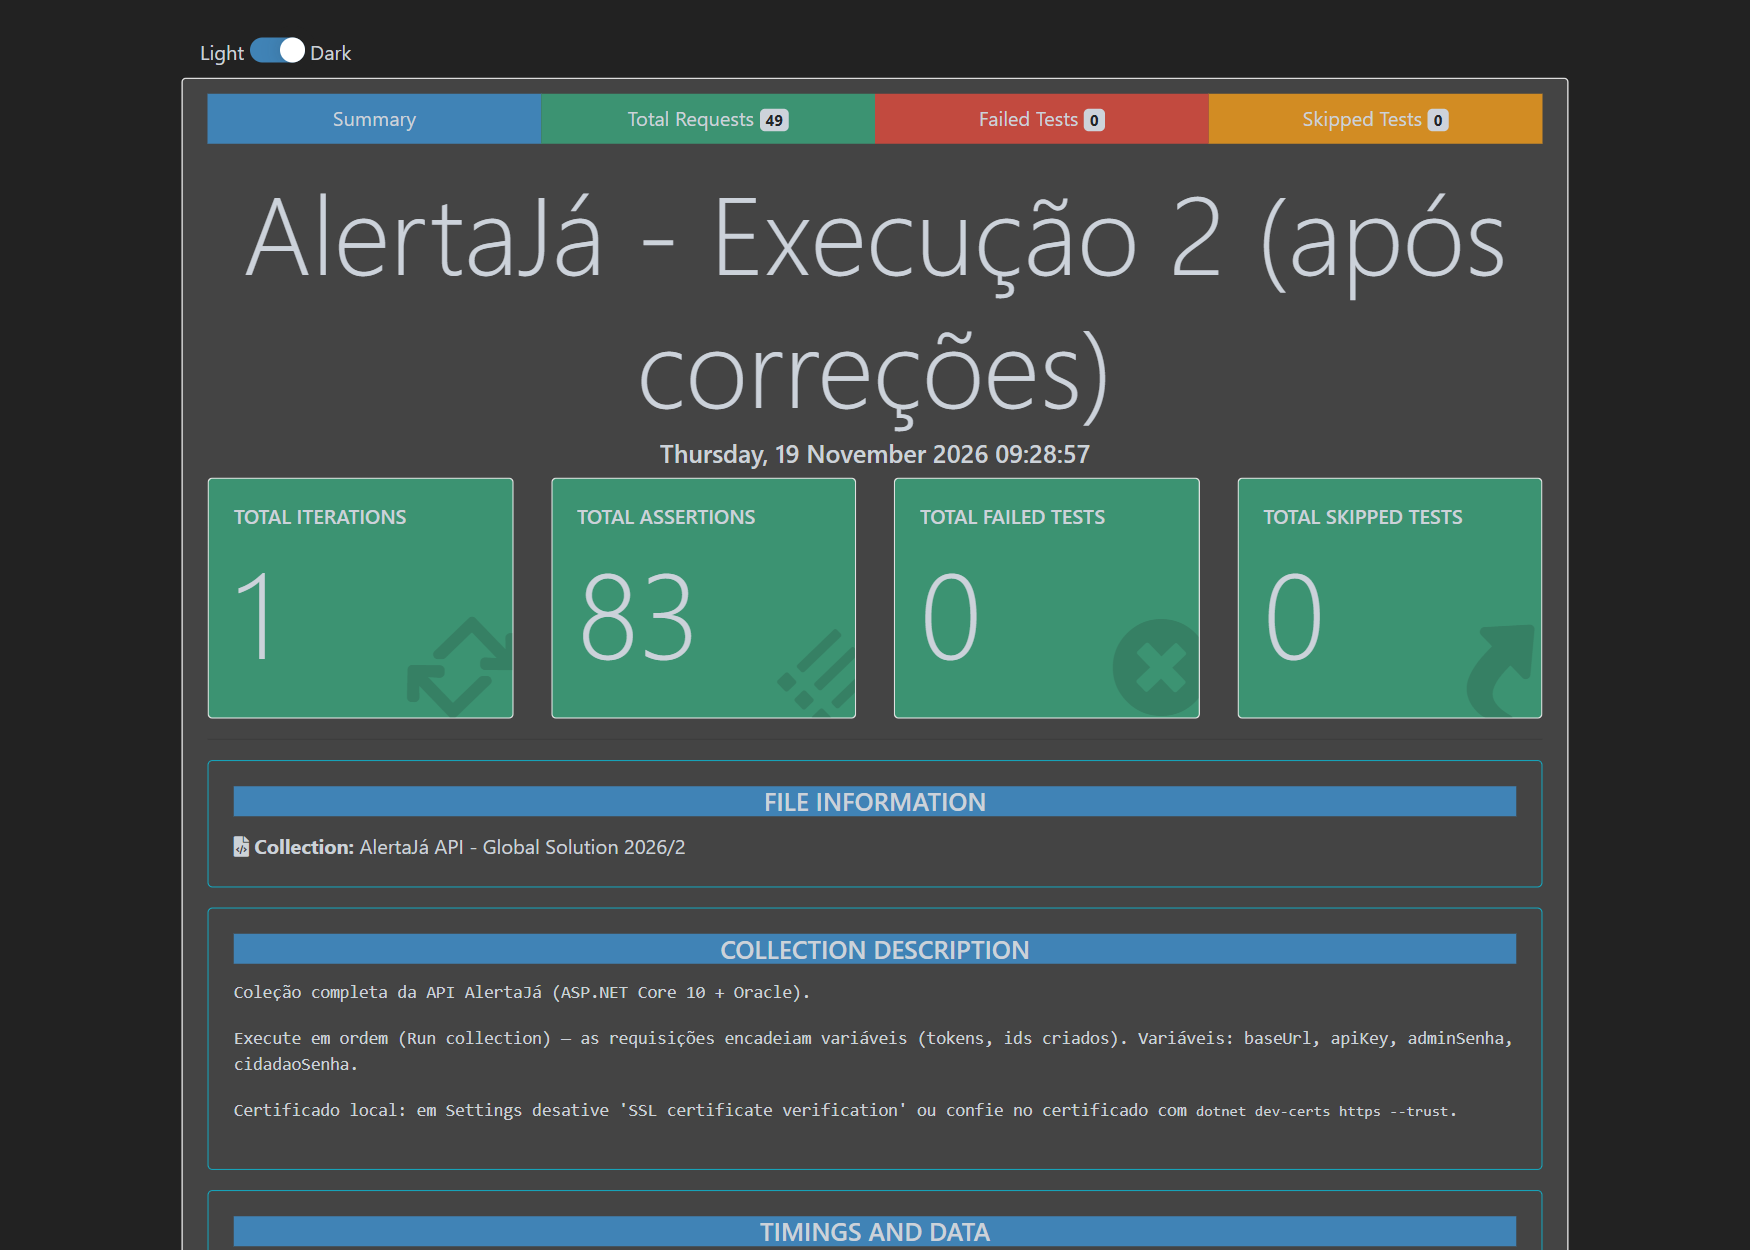 Light Dark
Summary Total Requests 49 Failed Tests 0 Skipped Tests 0
AlertaJá - Execução 2 (após
correções)
Thursday, 19 November 2026 09:28:57
TOTAL ITERATIONS TOTAL ASSERTIONS TOTAL FAILED TESTS TOTAL SKIPPED TESTS
1 83 0 0
FILE INFORMATION
Collection: AlertaJá API - Global Solution 2026/2
COLLECTION DESCRIPTION
Coleção completa da API AlertaJá (ASP.NET Core 10 + Oracle).
Execute em ordem (Run collection) — as requisições encadeiam variáveis (tokens, ids criados). Variáveis: baseUrl, apiKey, adminSenha,
cidadaoSenha.
Certificado local: em Settings desative 'SSL certificate verification' ou confie no certificado com dotnet dev-certs https --trust.
TIMINGS AND DATA